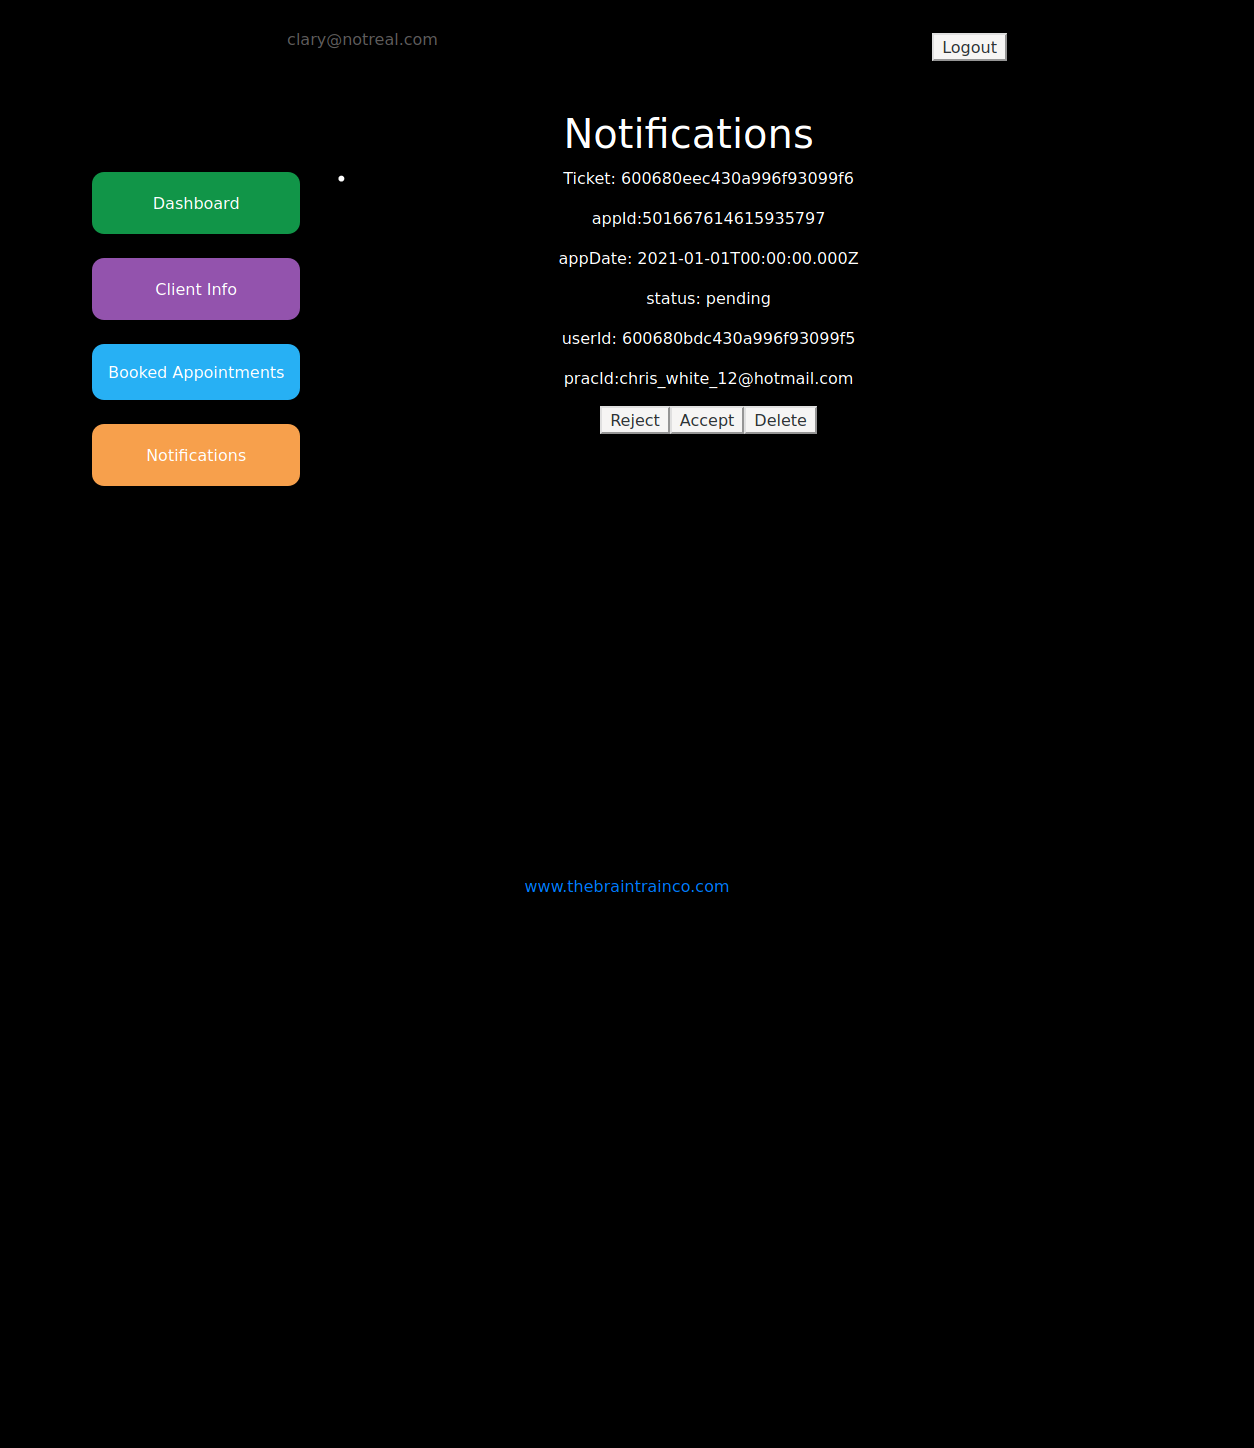 clary@notreal.com
Logout
Notifications
Dashboard
Client Info
Booked Appointments
Notifications
Ticket: 600680eec430a996f93099f6
appId:501667614615935797
appDate: 2021-01-01T00:00:00.000Z
status: pending
userId: 600680bdc430a996f93099f5
pracId:chris_white_12@hotmail.com
Reject Accept Delete
www.thebraintrainco.com